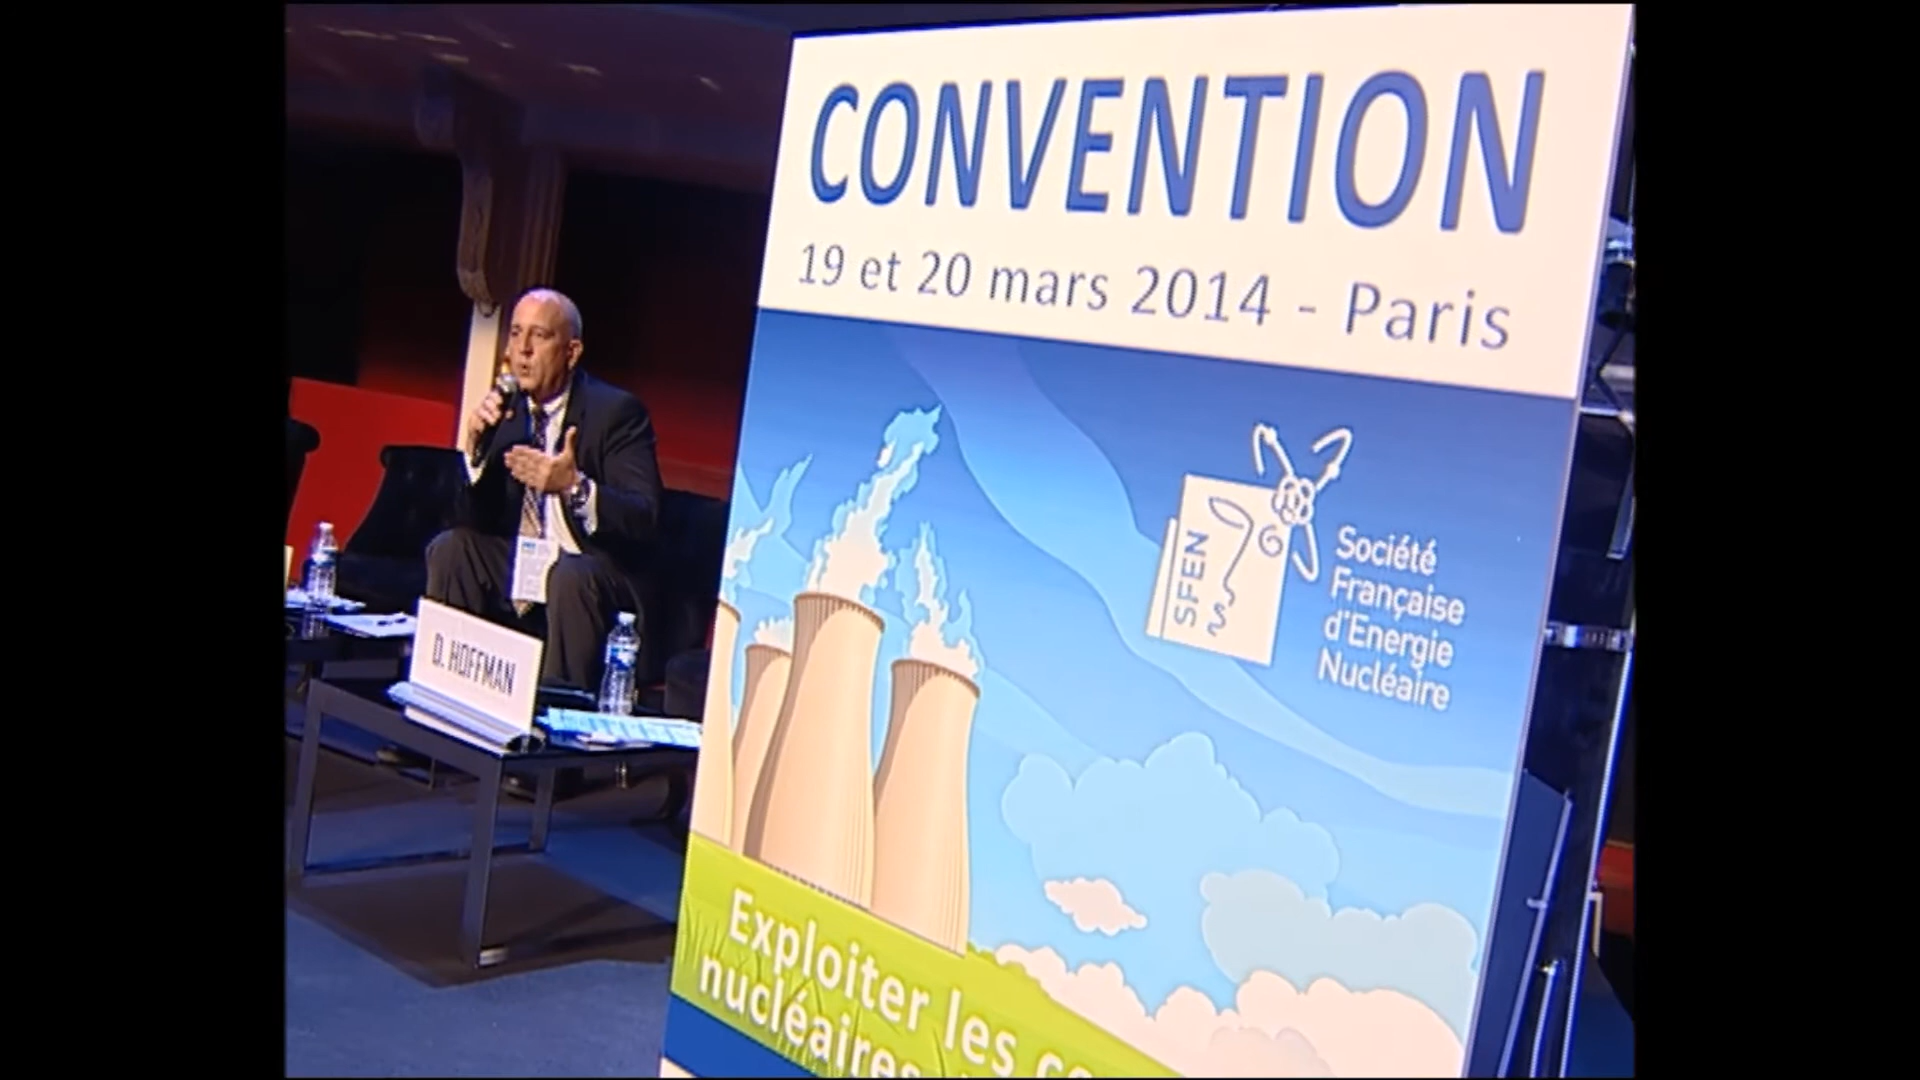 CONVENTION
19 et 20 mars 2014 - Paris
SFEN
Société
Française
d'Energie
Nucléaire
D. HOFFMAN
Exploiter les
nucléaires